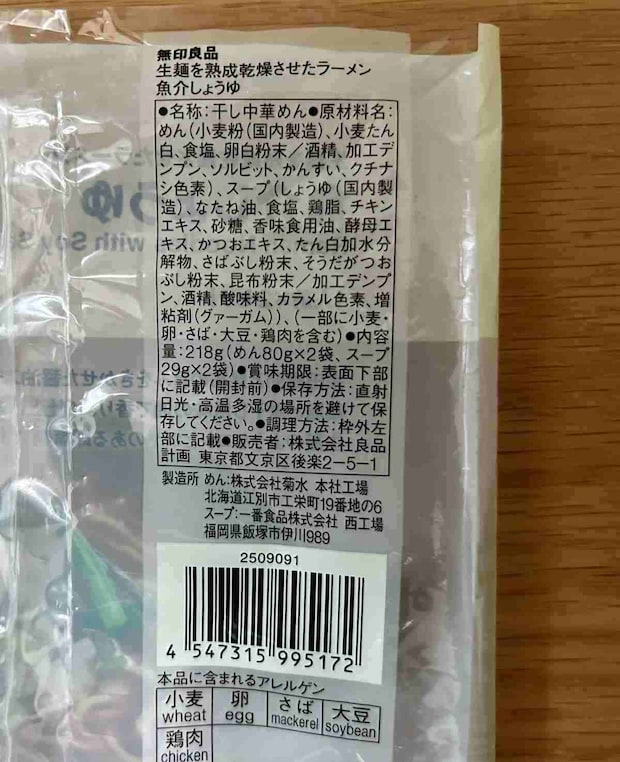 無印良品
生麺を熟成乾燥させたラーメン
魚介しょうゆ
●名称：干し中華めん●原材料名：
めん（小麦粉（国内製造）、小麦たん
白、食塩、卵白粉末／酒精、加工デ
ンプン、ソルビット、かんすい、クチナ
シ色素）、スープ（しょうゆ（国内製
造）、なたね油、食塩、鶏脂、チキン
エキス、砂糖、香味食用油、酵母エ
キス、かつおエキス、たん白加水分
解物、さばぶし粉末、そうだがつお
ぶし粉末、昆布粉末／加工デンプ
ン、酒精、酸味料、カラメル色素、増
粘剤（グァーガム））、（一部に小麦・
卵・さば・大豆・鶏肉を含む）●内容
量：218g（めん80g×2袋、スープ
29g×2袋）●賞味期限：表面下部
に記載（開封前）●保存方法：直射
日光・高温多湿の場所を避けて保
存してください。●調理方法：枠外左
部に記載●販売者：株式会社良品
計画 東京都文京区後楽2-5-1
製造所 めん：株式会社菊水 本社工場
北海道江別市工栄町19番地の6
スープ：一番食品株式会社 西工場
福岡県飯塚市伊川989
2509091
4 547315 995172
本品に含まれるアレルゲン
小麦 卵 さば 大豆
wheat egg mackerel soybean
鶏肉
chicken